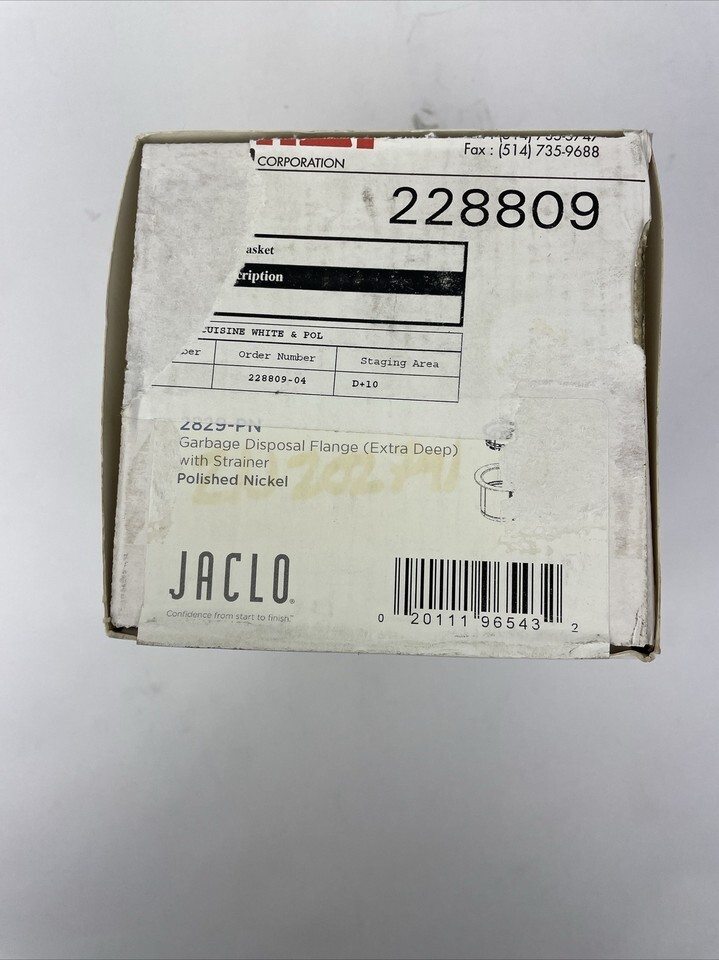 Fax : (514) 735-9688
CORPORATION
228809
asket
cription
CUISINE WHITE & POL
ber Order Number Staging Area
228809-04 D+10
2829-PN
Garbage Disposal Flange (Extra Deep)
with Strainer
Polished Nickel
JACLO®
Confidence from start to finish.™
0 20111 96543 2